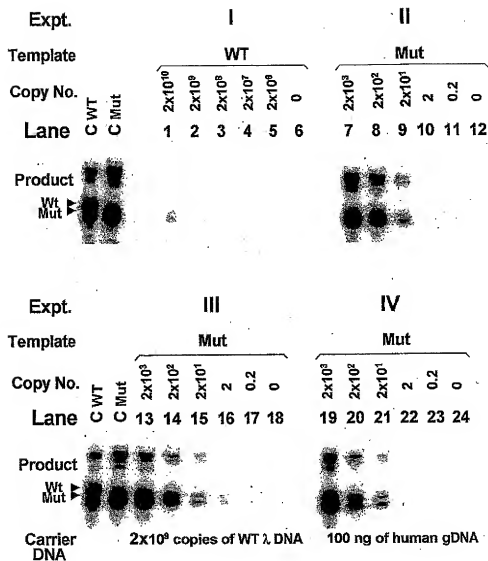 Expt. I II
Template WT Mut
Copy No. 2x10¹⁰ 2x10⁹ 2x10⁸ 2x10⁷ 2x10⁶ 0 2x10³ 2x10² 2x10¹ 2 0.2 0
Lane C WT C Mut 1 2 3 4 5 6 7 8 9 10 11 12
Product
Wt
Mut
Expt. III IV
Template Mut Mut
Copy No. 2x10³ 2x10² 2x10¹ 2 0.2 0 2x10³ 2x10² 2x10¹ 2 0.2 0
Lane C WT C Mut 13 14 15 16 17 18 19 20 21 22 23 24
Product
Wt
Mut
Carrier 2x10⁹ copies of WT λ DNA 100 ng of human gDNA
DNA